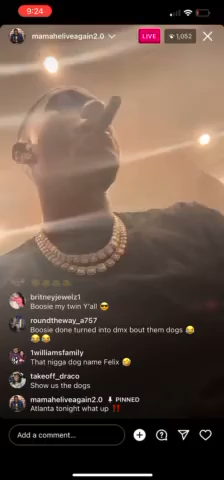 9:24
mamaheliveagain2.0
LIVE
1,052
britneyjewelz1
Boosie my twin Y'all 😎
roundtheway_a757
Boosie done turned into dmx bout them dogs 😂
😂😂
1williamsfamily
That nigga dog name Felix 🤣
takeoff_draco
Show us the dogs
mamaheliveagain2.0 PINNED
Atlanta tonight what up ‼️
Add a comment...